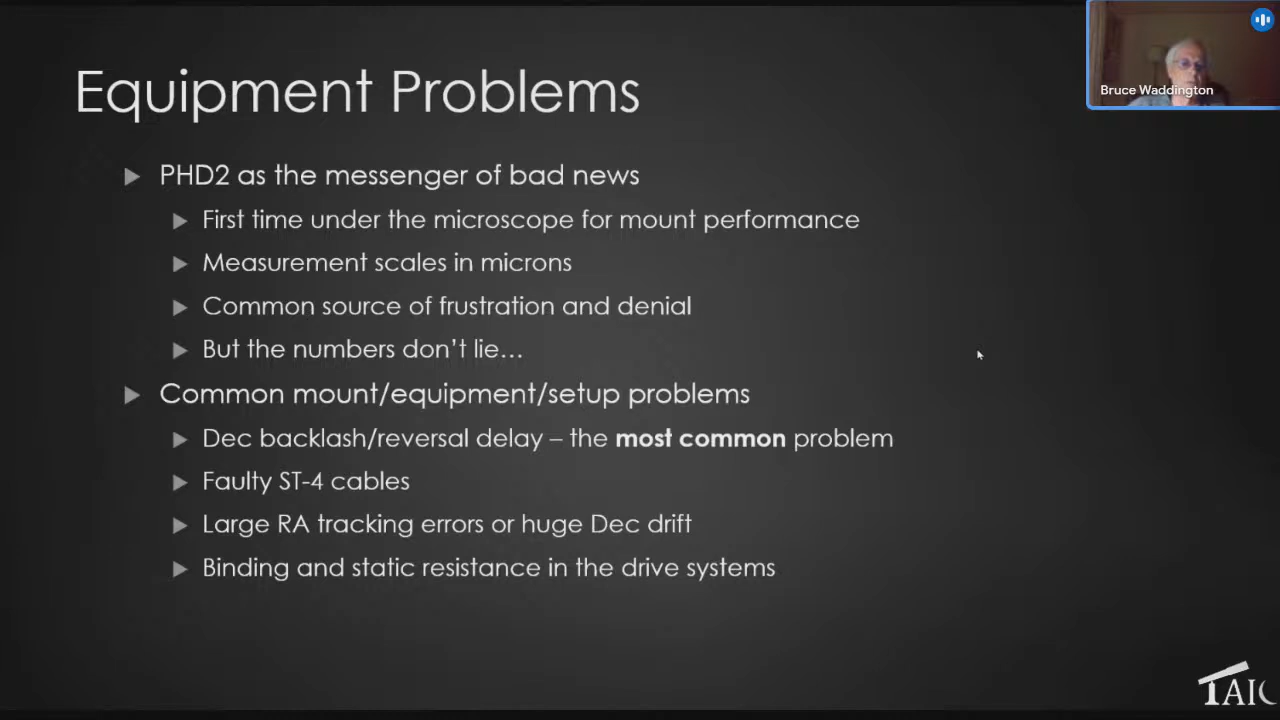 Equipment Problems
Bruce Waddington
PHD2 as the messenger of bad news
First time under the microscope for mount performance
Measurement scales in microns
Common source of frustration and denial
But the numbers don’t lie…
Common mount/equipment/setup problems
Dec backlash/reversal delay – the most common problem
Faulty ST-4 cables
Large RA tracking errors or huge Dec drift
Binding and static resistance in the drive systems
TAIC